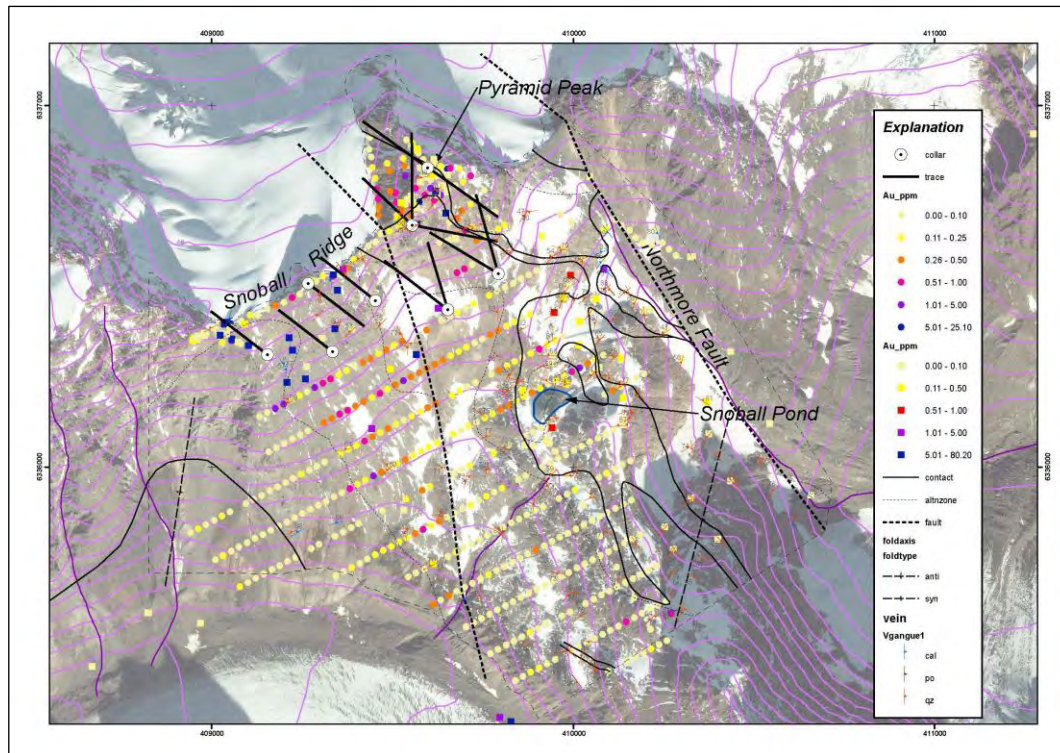 409000
410000
411000
6337000
6337000
Pyramid Peak
Snoball Ridge
Northmore Fault
Snoball Pond
6336000
6336000
Explanation
collar
trace
Au_ppm
0.00 - 0.10
0.11 - 0.25
0.26 - 0.50
0.51 - 1.00
1.01 - 5.00
5.01 - 25.10
Au_ppm
0.00 - 0.10
0.11 - 0.50
0.51 - 1.00
1.01 - 5.00
5.01 - 80.20
contact
altnzone
fault
foldaxis
foldtype
anti
syn
vein
Vgangue1
cal
po
qz
409000
410000
411000